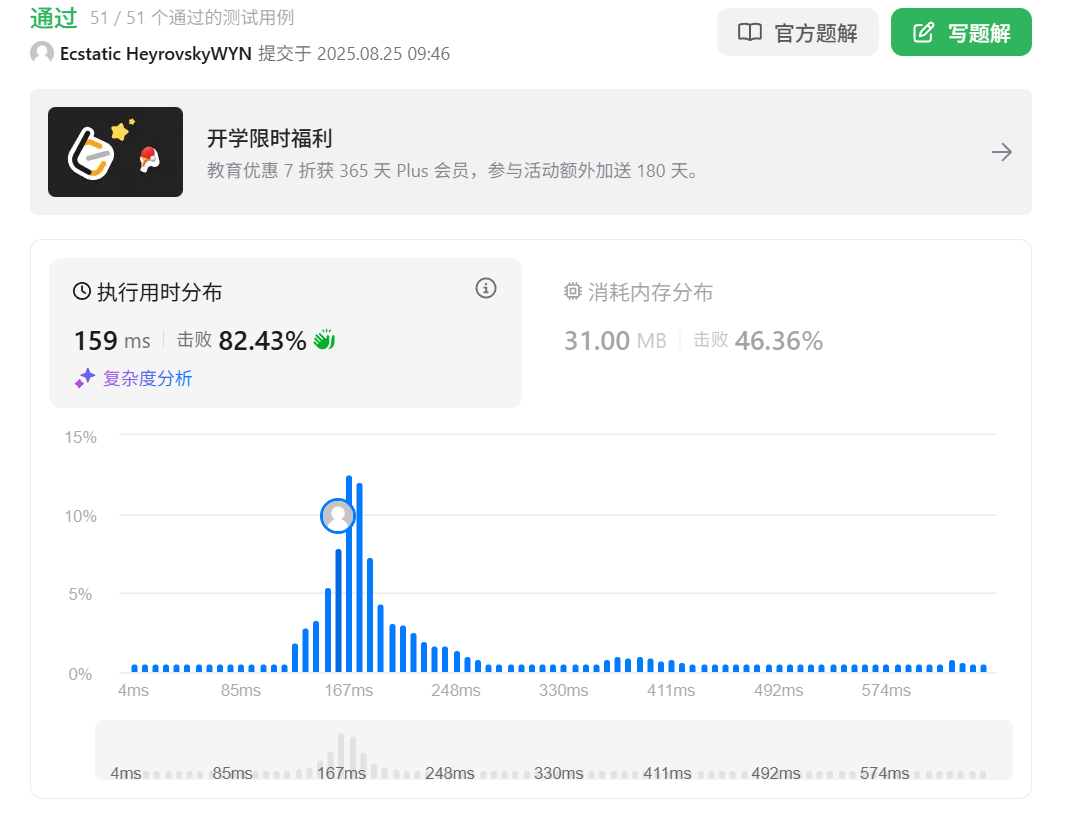 通过 51 / 51 个通过的测试用例
官方题解
写题解
Ecstatic HeyrovskyWYN 提交于 2025.08.25 09:46
开学限时福利
教育优惠 7 折获 365 天 Plus 会员，参与活动额外加送 180 天。
执行用时分布
159 ms 击败 82.43%
复杂度分析
消耗内存分布
31.00 MB 击败 46.36%
15%
10%
5%
0%
4ms 85ms 167ms 248ms 330ms 411ms 492ms 574ms
4ms 85ms 167ms 248ms 330ms 411ms 492ms 574ms